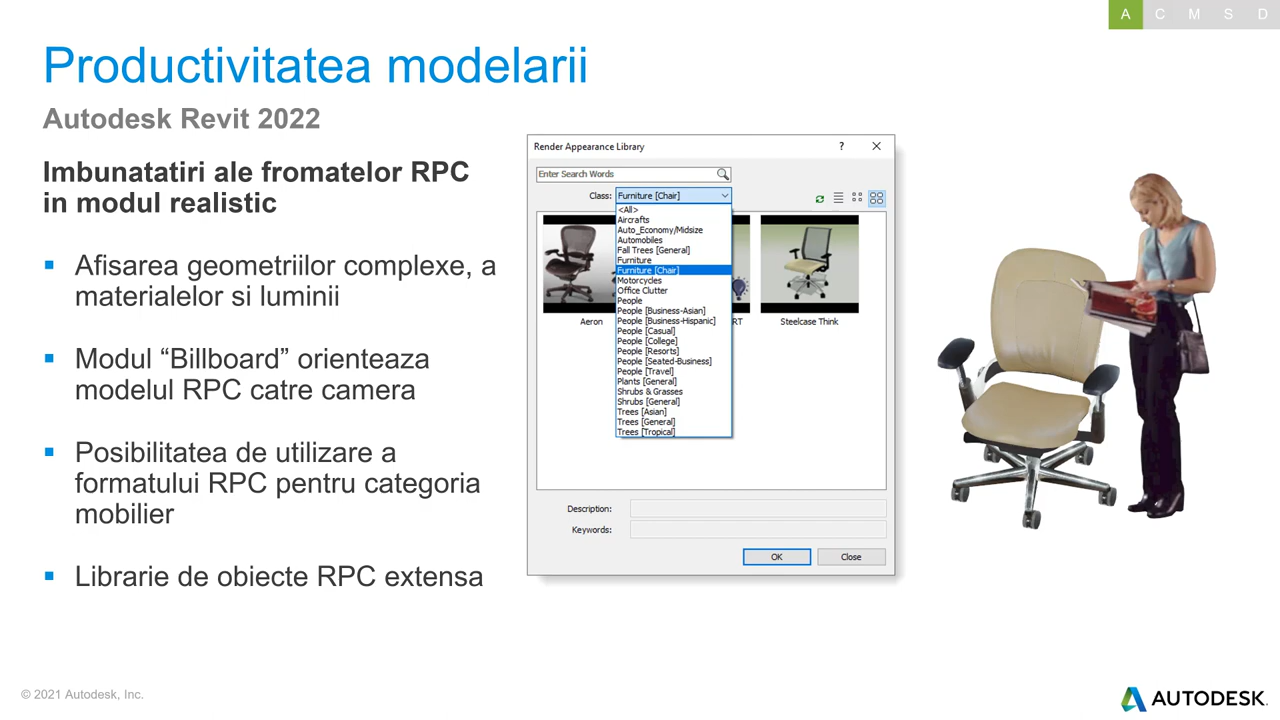 A C M S D
Productivitatea modelarii
Autodesk Revit 2022
Imbunatatiri ale fromatelor RPC
in modul realistic
Afisarea geometriilor complexe, a
materialelor si luminii
Modul “Billboard” orienteaza
modelul RPC catre camera
Posibilitatea de utilizare a
formatului RPC pentru categoria
mobilier
Librarie de obiecte RPC extensa
Render Appearance Library
Enter Search Words
Class: Furniture [Chair]
<All>
Aircrafts
Auto_Economy/Midsize
Automobiles
Fall Trees [General]
Furniture
Furniture [Chair]
Motorcycles
Office Clutter
People
People [Business-Asian]
People [Business-Hispanic]
People [Casual]
People [College]
People [Resorts]
People [Seated-Business]
People [Travel]
Plants [General]
Shrubs & Grasses
Shrubs [General]
Trees [Asian]
Trees [General]
Trees [Tropical]
Aeron
RT
Steelcase Think
Description:
Keywords:
OK
Close
© 2021 Autodesk, Inc.
AUTODESK.